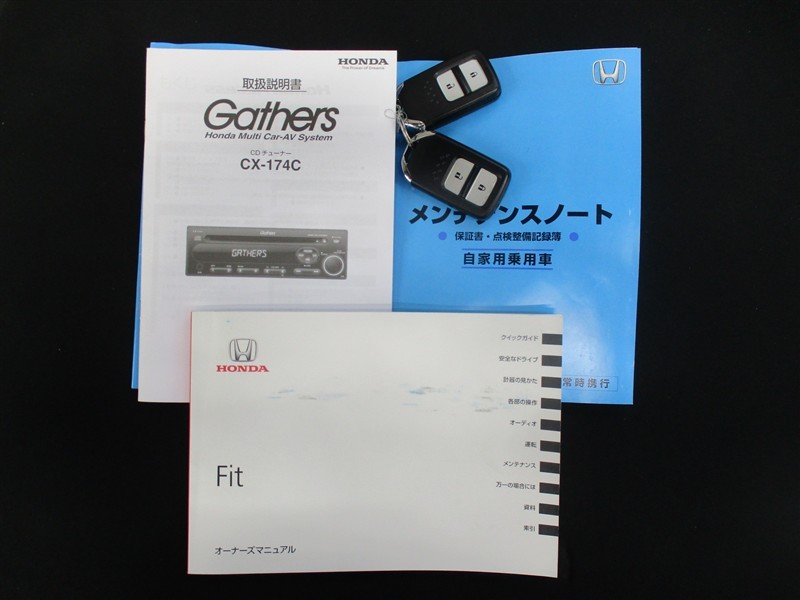 HONDA
The Power of Dreams
取扱説明書
Gathers
Honda Multi Car-AV System
CDチューナー
CX-174C
Gathers
GATHERS
メンテナンスノート
● 保証書・点検整備記録簿 ●
自家用乗用車
常時携行
HONDA
Fit
オーナーズマニュアル
クイックガイド
安全なドライブ
計器の見かた
各部の操作
オーディオ
運転
メンテナンス
万一の場合には
資料
索引